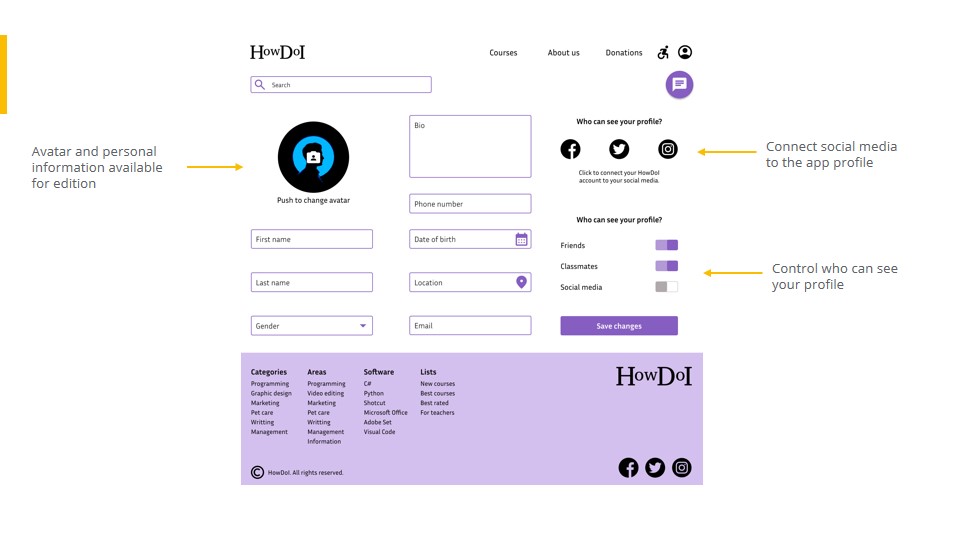 HowDoI
Courses
About us
Donations
Search
Avatar and personal
information available
for edition
Push to change avatar
First name
Last name
Gender
Bio
Phone number
Date of birth
Location
Email
Who can see your profile?
Click to connect your HowDoI
account to your social media.
Connect social media
to the app profile
Who can see your profile?
Friends
Classmates
Social media
Control who can see
your profile
Save changes
Categories
Programming
Graphic design
Marketing
Pet care
Writting
Management
Areas
Programming
Video editing
Marketing
Pet care
Writting
Management
Information
Software
C#
Python
Shotcut
Microsoft Office
Adobe Set
Visual Code
Lists
New courses
Best courses
Best rated
For teachers
HowDoI
© HowDoI. All rights reserved.